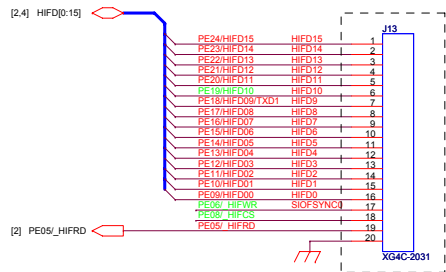 [2,4] HIFD[0:15]
J13
PE24/HIFD15 HIFD15 1
PE23/HIFD14 HIFD14 2
PE22/HIFD13 HIFD13 3
PE21/HIFD12 HIFD12 4
PE20/HIFD11 HIFD11 5
PE19/HIFD10 HIFD10 6
PE18/HIFD09/TXD1 HIFD9 7
PE17/HIFD08 HIFD8 8
PE16/HIFD07 HIFD7 9
PE15/HIFD06 HIFD6 10
PE14/HIFD05 HIFD5 11
PE13/HIFD04 HIFD4 12
PE12/HIFD03 HIFD3 13
PE11/HIFD02 HIFD2 14
PE10/HIFD01 HIFD1 15
PE09/HIFD00 HIFD0 16
PE06/_HIFWR SIOFSYNC0 17
PE08/_HIFCS 18
[2] PE05/_HIFRD PE05/_HIFRD 19
20
XG4C-2031